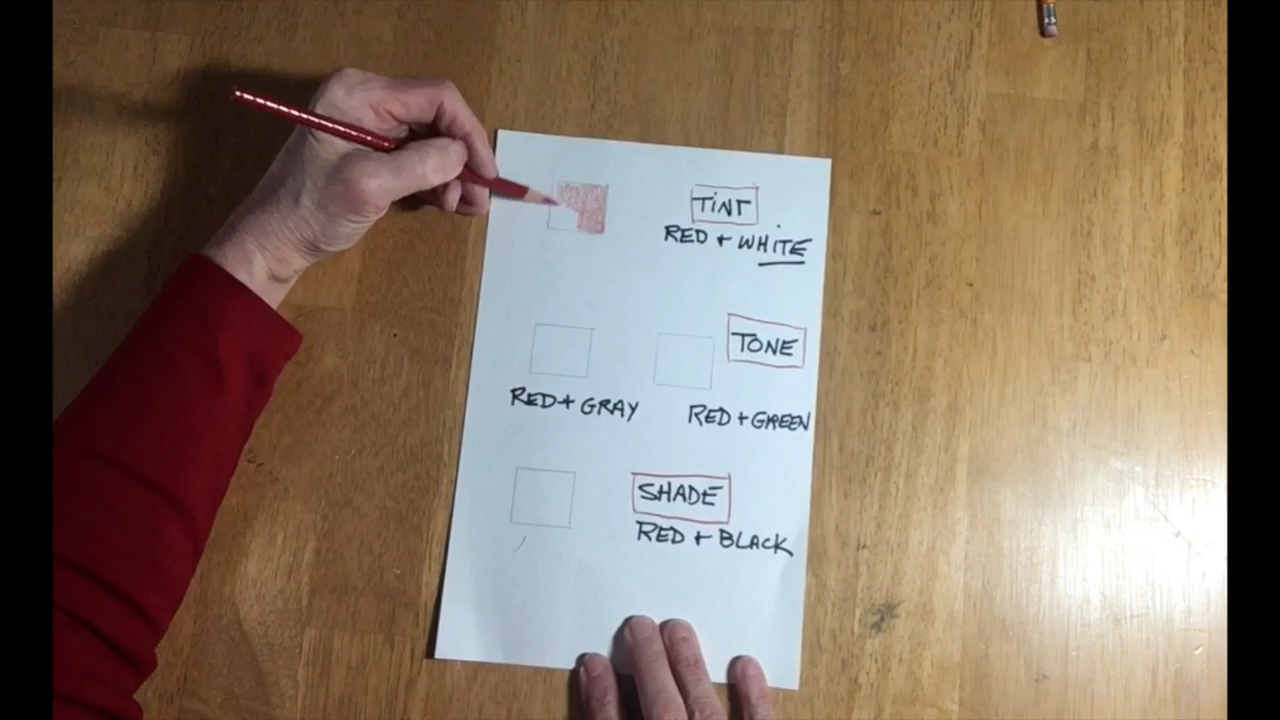 TiNT
RED + WHiTE
TONE
RED + GRAY
RED + GREEN
SHADE
RED + BLACK